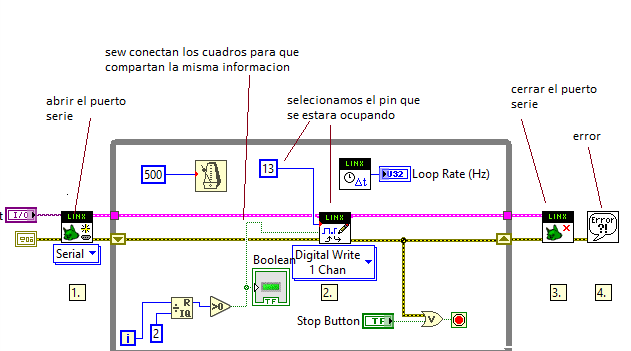 sew conectan los cuadros para que
compartan la misma informacion
abrir el puerto
serie
selecionamos el pin que
se estara ocupando
cerrar el puerto
serie
error
500
13
LINX
Δt
U32
Loop Rate (Hz)
t
I/O
LINX
Serial
LINX
Digital Write
1 Chan
LINX
Error
?!
Boolean
TF
1.
2.
3.
4.
R
IQ
>0
i
2
Stop Button
TF
V